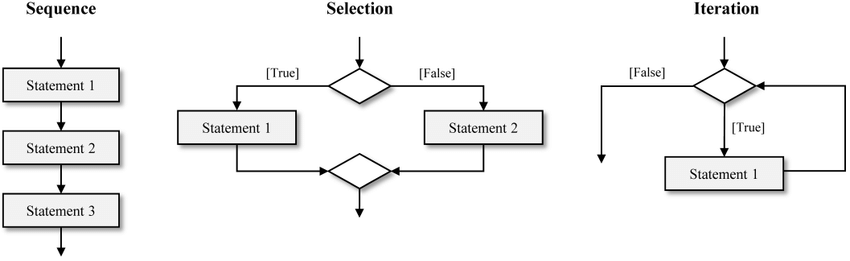 Sequence
Statement 1
Statement 2
Statement 3
Selection
[True]
[False]
Statement 1
Statement 2
Iteration
[False]
[True]
Statement 1